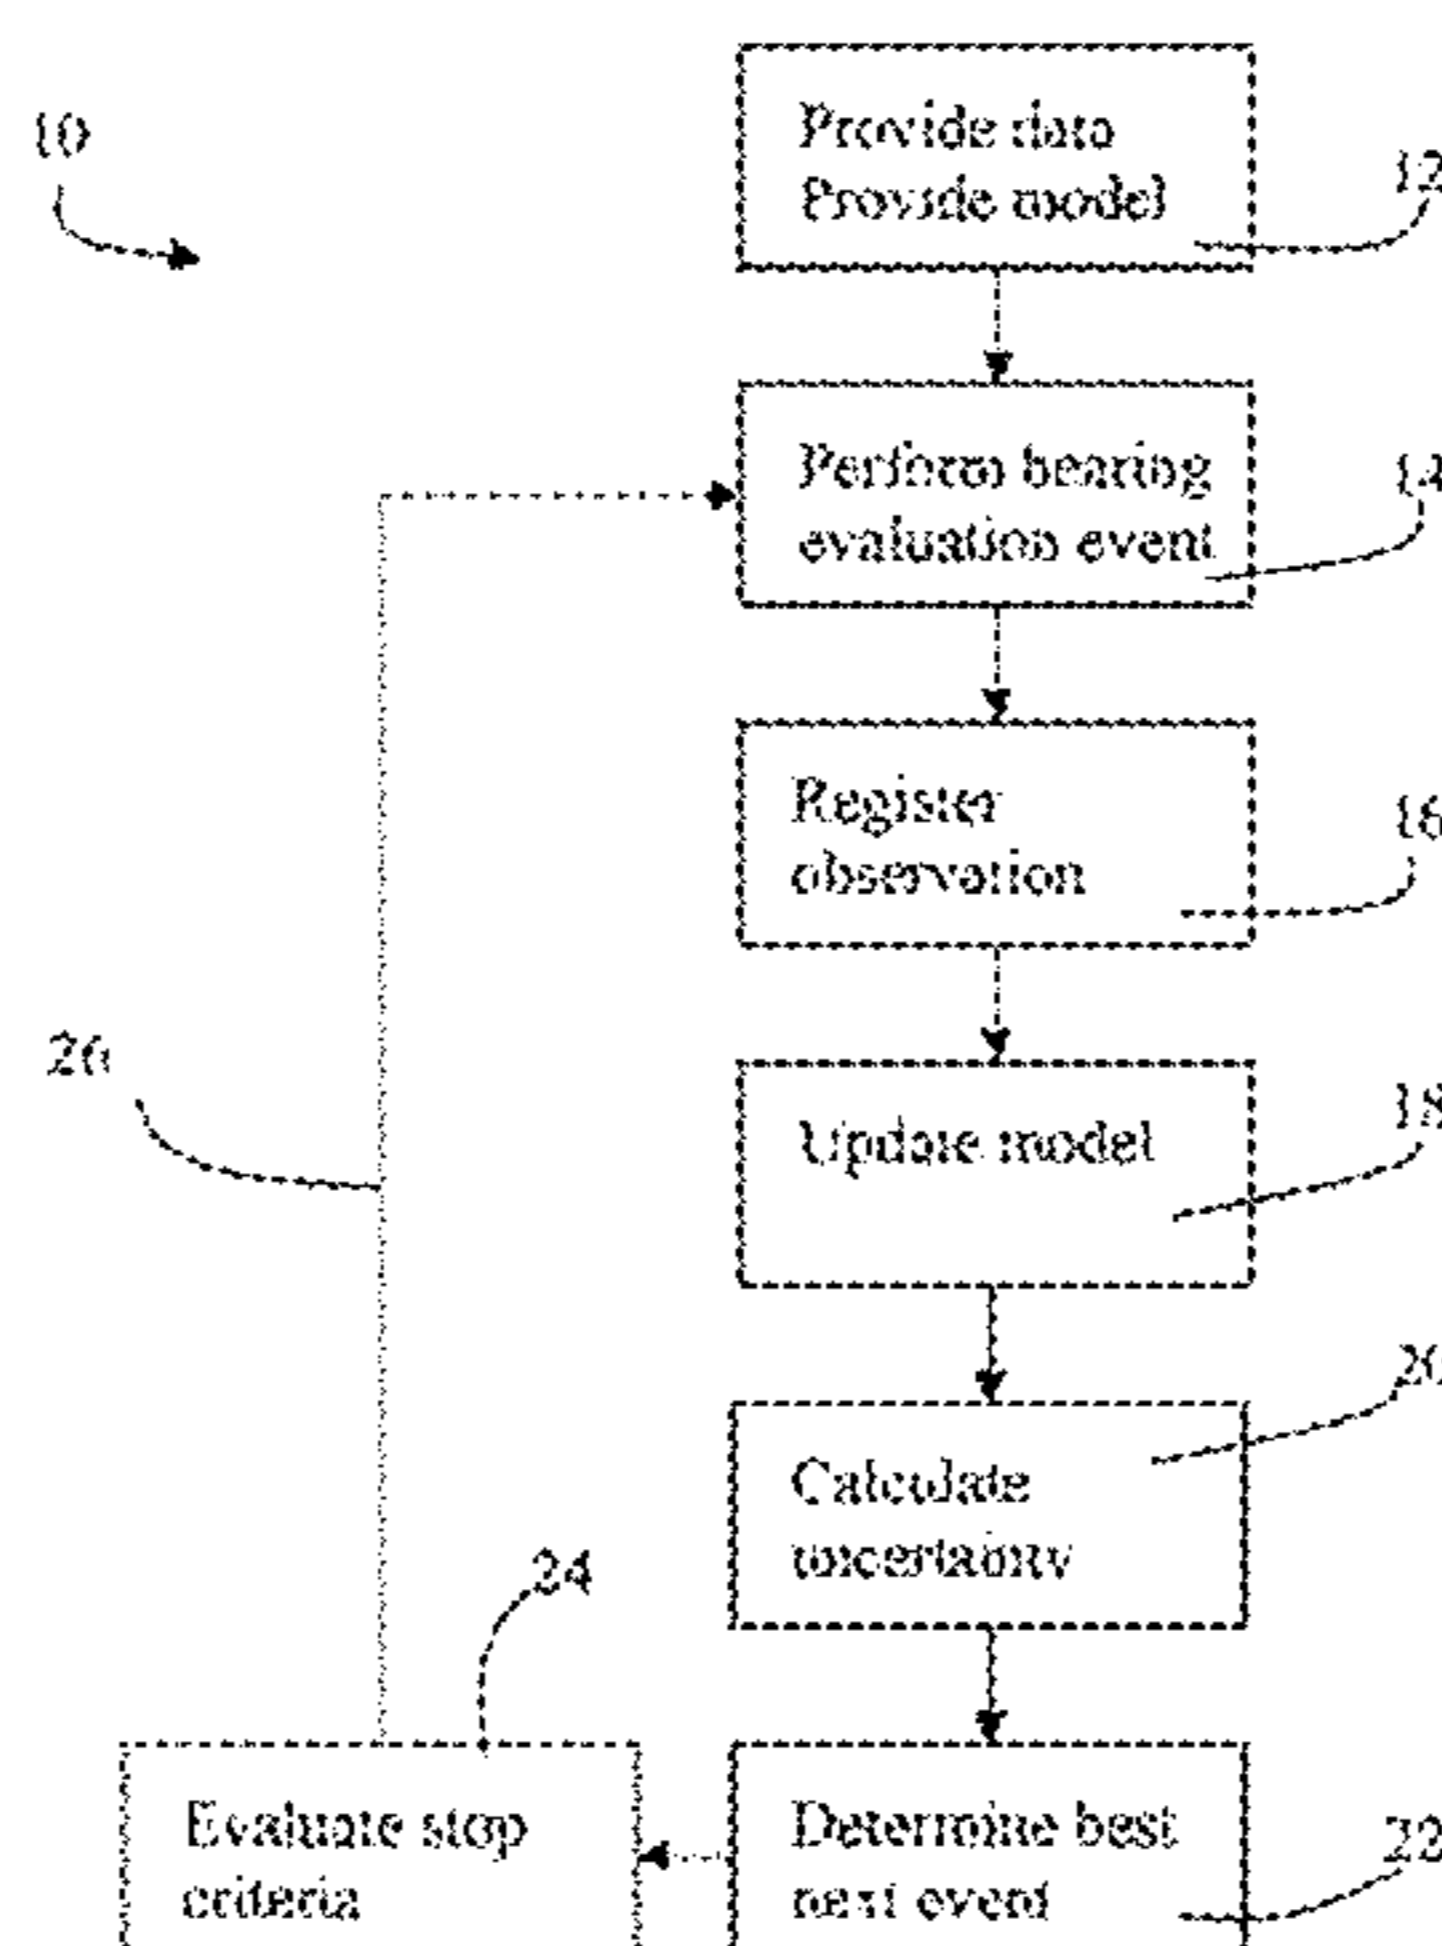 10
Provide data
Provide model
12
Perform hearing
evaluation event
14
Register
observation
16
26
Update model
18
Calculate
uncertainty
20
24
Evaluate stop
criteria
Determine best
next event
22